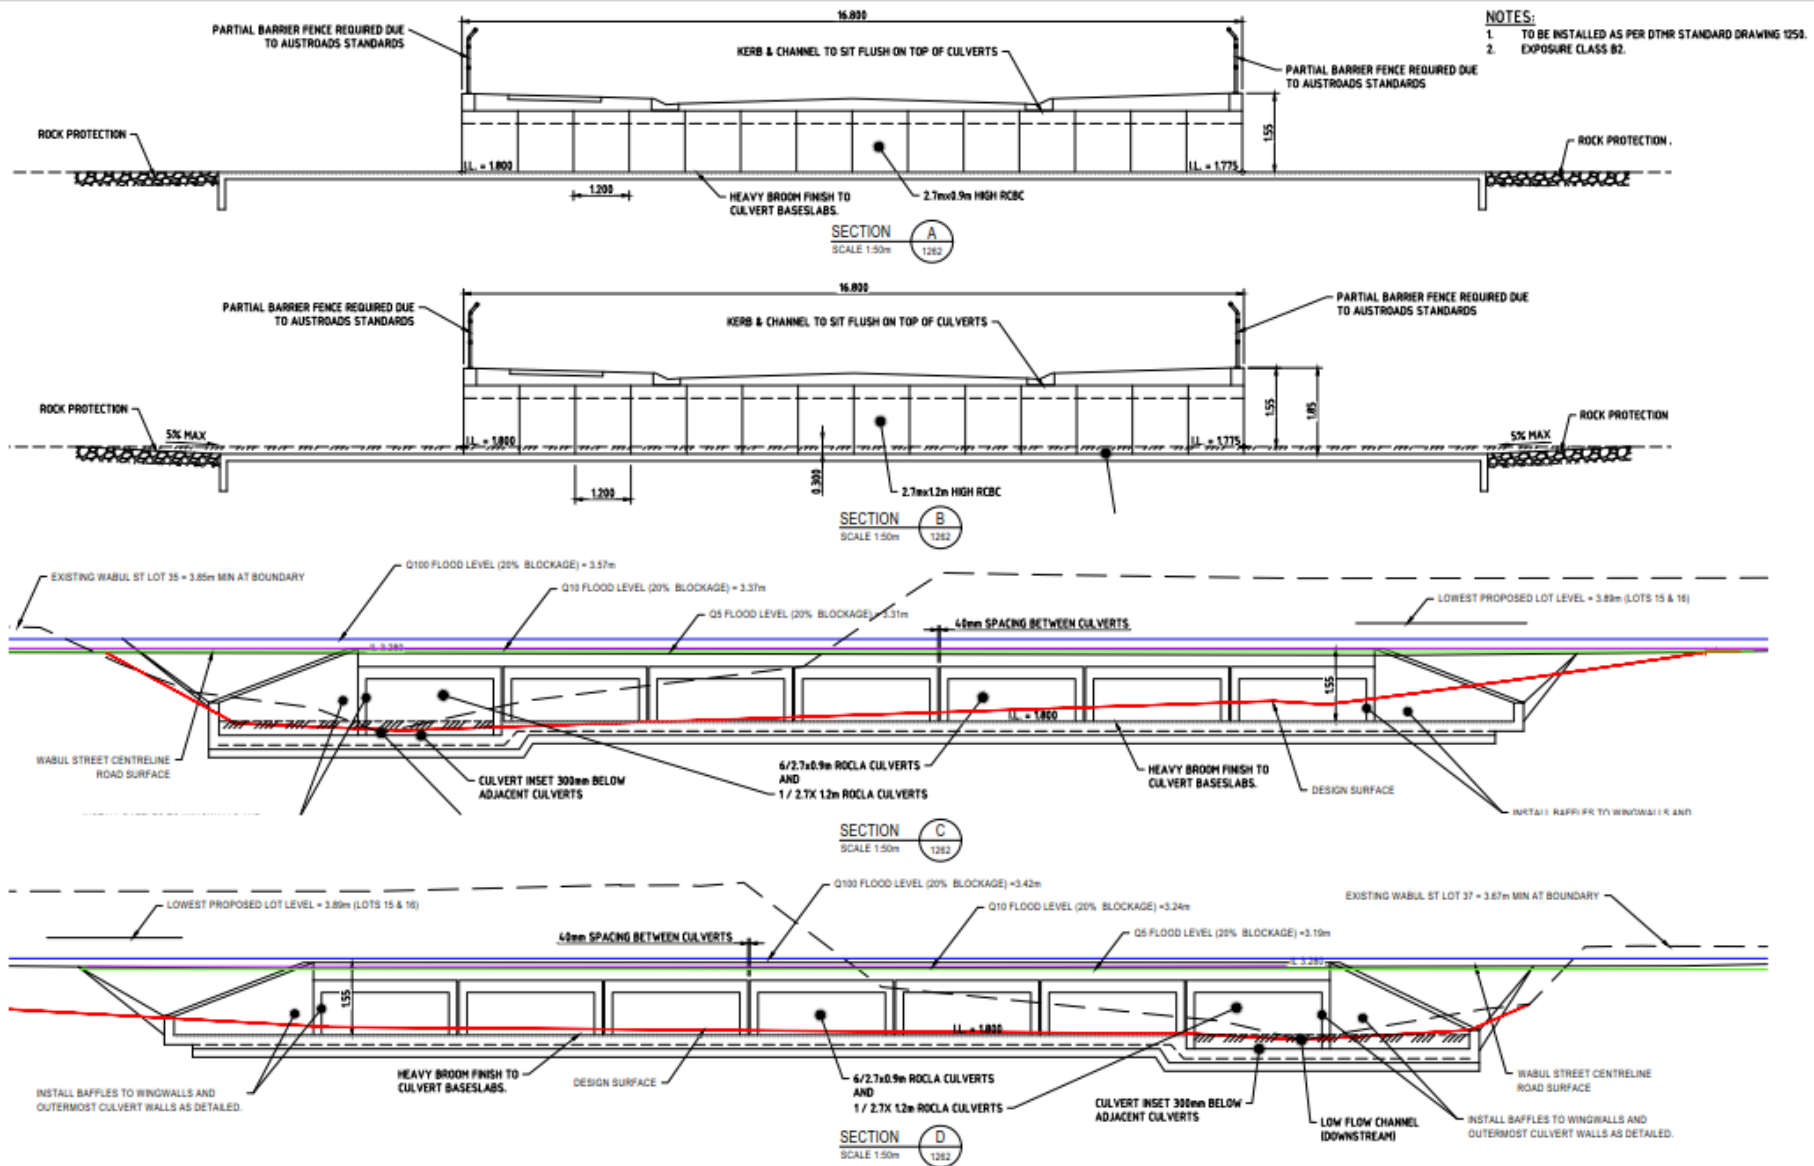 NOTES:
1. TO BE INSTALLED AS PER DTMR STANDARD DRAWING 1250.
2. EXPOSURE CLASS B2.
16.800
PARTIAL BARRIER FENCE REQUIRED DUE
TO AUSTROADS STANDARDS
KERB & CHANNEL TO SIT FLUSH ON TOP OF CULVERTS
PARTIAL BARRIER FENCE REQUIRED DUE
TO AUSTROADS STANDARDS
ROCK PROTECTION
1.55
ROCK PROTECTION .
I.L. = 1.800
I.L. = 1.775
1.200
HEAVY BROOM FINISH TO
CULVERT BASESLABS.
2.7mx0.9m HIGH RCBC
SECTION A
SCALE 1:50m 1262
16.800
PARTIAL BARRIER FENCE REQUIRED DUE
TO AUSTROADS STANDARDS
KERB & CHANNEL TO SIT FLUSH ON TOP OF CULVERTS
PARTIAL BARRIER FENCE REQUIRED DUE
TO AUSTROADS STANDARDS
ROCK PROTECTION
1.55
1.85
ROCK PROTECTION
5% MAX
I.L. = 1.800
I.L. = 1.775
5% MAX
1.200
0.300
2.7mx1.2m HIGH RCBC
SECTION B
SCALE 1:50m 1262
EXISTING WABUL ST LOT 35 = 3.85m MIN AT BOUNDARY
Q100 FLOOD LEVEL (20% BLOCKAGE) = 3.57m
Q10 FLOOD LEVEL (20% BLOCKAGE) = 3.37m
Q5 FLOOD LEVEL (20% BLOCKAGE) = 3.31m
40mm SPACING BETWEEN CULVERTS
LOWEST PROPOSED LOT LEVEL = 3.89m (LOTS 15 & 16)
IL 3.280
1.55
I.L. = 1.800
WABUL STREET CENTRELINE
ROAD SURFACE
CULVERT INSET 300mm BELOW
ADJACENT CULVERTS
6/2.7x0.9m ROCLA CULVERTS
AND
1 / 2.7X 1.2m ROCLA CULVERTS
HEAVY BROOM FINISH TO
CULVERT BASESLABS.
DESIGN SURFACE
INSTALL BAFFLES TO WINGWALLS AND
SECTION C
SCALE 1:50m 1262
LOWEST PROPOSED LOT LEVEL = 3.89m (LOTS 15 & 16)
Q100 FLOOD LEVEL (20% BLOCKAGE) =3.42m
Q10 FLOOD LEVEL (20% BLOCKAGE) =3.24m
Q5 FLOOD LEVEL (20% BLOCKAGE) =3.19m
EXISTING WABUL ST LOT 37 = 3.67m MIN AT BOUNDARY
40mm SPACING BETWEEN CULVERTS
IL 3.280
1.55
I.L. = 1.800
INSTALL BAFFLES TO WINGWALLS AND
OUTERMOST CULVERT WALLS AS DETAILED.
HEAVY BROOM FINISH TO
CULVERT BASESLABS.
DESIGN SURFACE
6/2.7x0.9m ROCLA CULVERTS
AND
1 / 2.7X 1.2m ROCLA CULVERTS
CULVERT INSET 300mm BELOW
ADJACENT CULVERTS
LOW FLOW CHANNEL
(DOWNSTREAM)
WABUL STREET CENTRELINE
ROAD SURFACE
INSTALL BAFFLES TO WINGWALLS AND
OUTERMOST CULVERT WALLS AS DETAILED.
SECTION D
SCALE 1:50m 1262